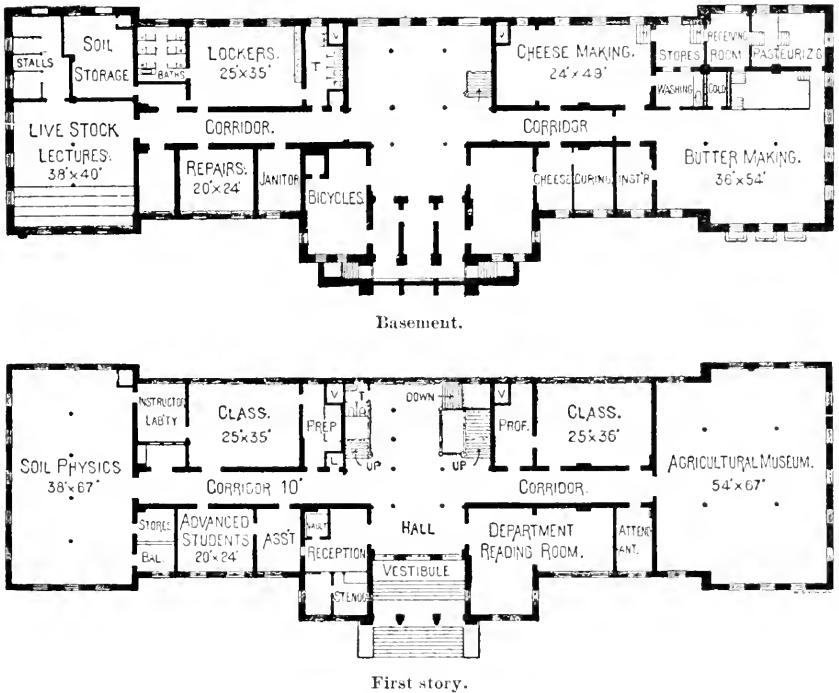 STALLS
SOIL
STORAGE
BATHS
LOCKERS.
25'X35'
T
V
V
CHEESE MAKING.
24'X49'
STORES
RECEIVING
ROOM
PASTEURIZ'G
WASHING
COLD
LIVE STOCK
LECTURES.
38'X40'
CORRIDOR.
CORRIDOR
REPAIRS.
20'X24'
JANITOR
BICYCLES.
CHEESE
CURING.
INST'R
BUTTER MAKING.
36'X54'
Basement.
INSTRUCTOR
LAB'TY
CLASS.
25'X35'
PREP
V
T
L
UP
DOWN
UP
V
PROF.
CLASS.
25'X36'
SOIL PHYSICS
38'X67'
CORRIDOR 10'
CORRIDOR.
AGRICULTURAL MUSEUM.
54'X67'
STORES
BAL.
ADVANCED
STUDENTS
20'X24'
ASS'T
VAULT
RECEPTION
STENOG
HALL
VESTIBULE
DEPARTMENT
READING ROOM.
ATTEND
ANT.
First story.